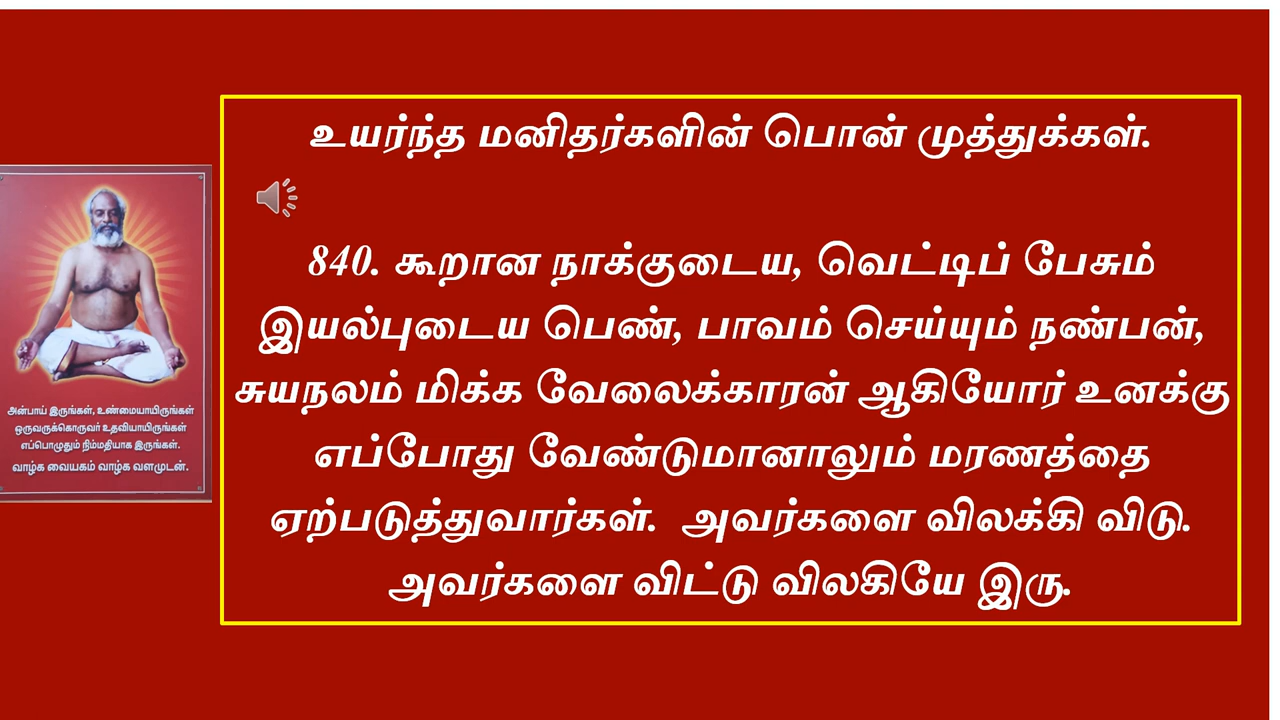 உயர்ந்த மனிதர்களின் பொன் முத்துக்கள்.
840. கூறான நாக்குடைய, வெட்டிப் பேசும்
இயல்புடைய பெண், பாவம் செய்யும் நண்பன்,
சுயநலம் மிக்க வேலைக்காரன் ஆகியோர் உனக்கு
எப்போது வேண்டுமானாலும் மரணத்தை
ஏற்படுத்துவார்கள். அவர்களை விலக்கி விடு.
அவர்களை விட்டு விலகியே இரு.
அன்பாய் இருங்கள், உண்மையாயிருங்கள்
ஒருவருக்கொருவர் உதவியாயிருங்கள்
எப்பொழுதும் நிம்மதியாக இருங்கள்.
வாழ்க வையகம் வாழ்க வளமுடன்.